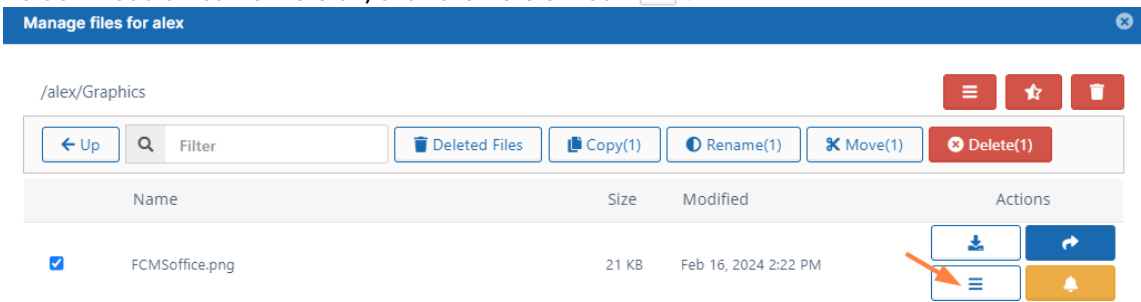 Manage files for alex
/alex/Graphics
Up Filter Deleted Files Copy(1) Rename(1) Move(1) Delete(1)
Name Size Modified Actions
FCMSoffice.png 21 KB Feb 16, 2024 2:22 PM